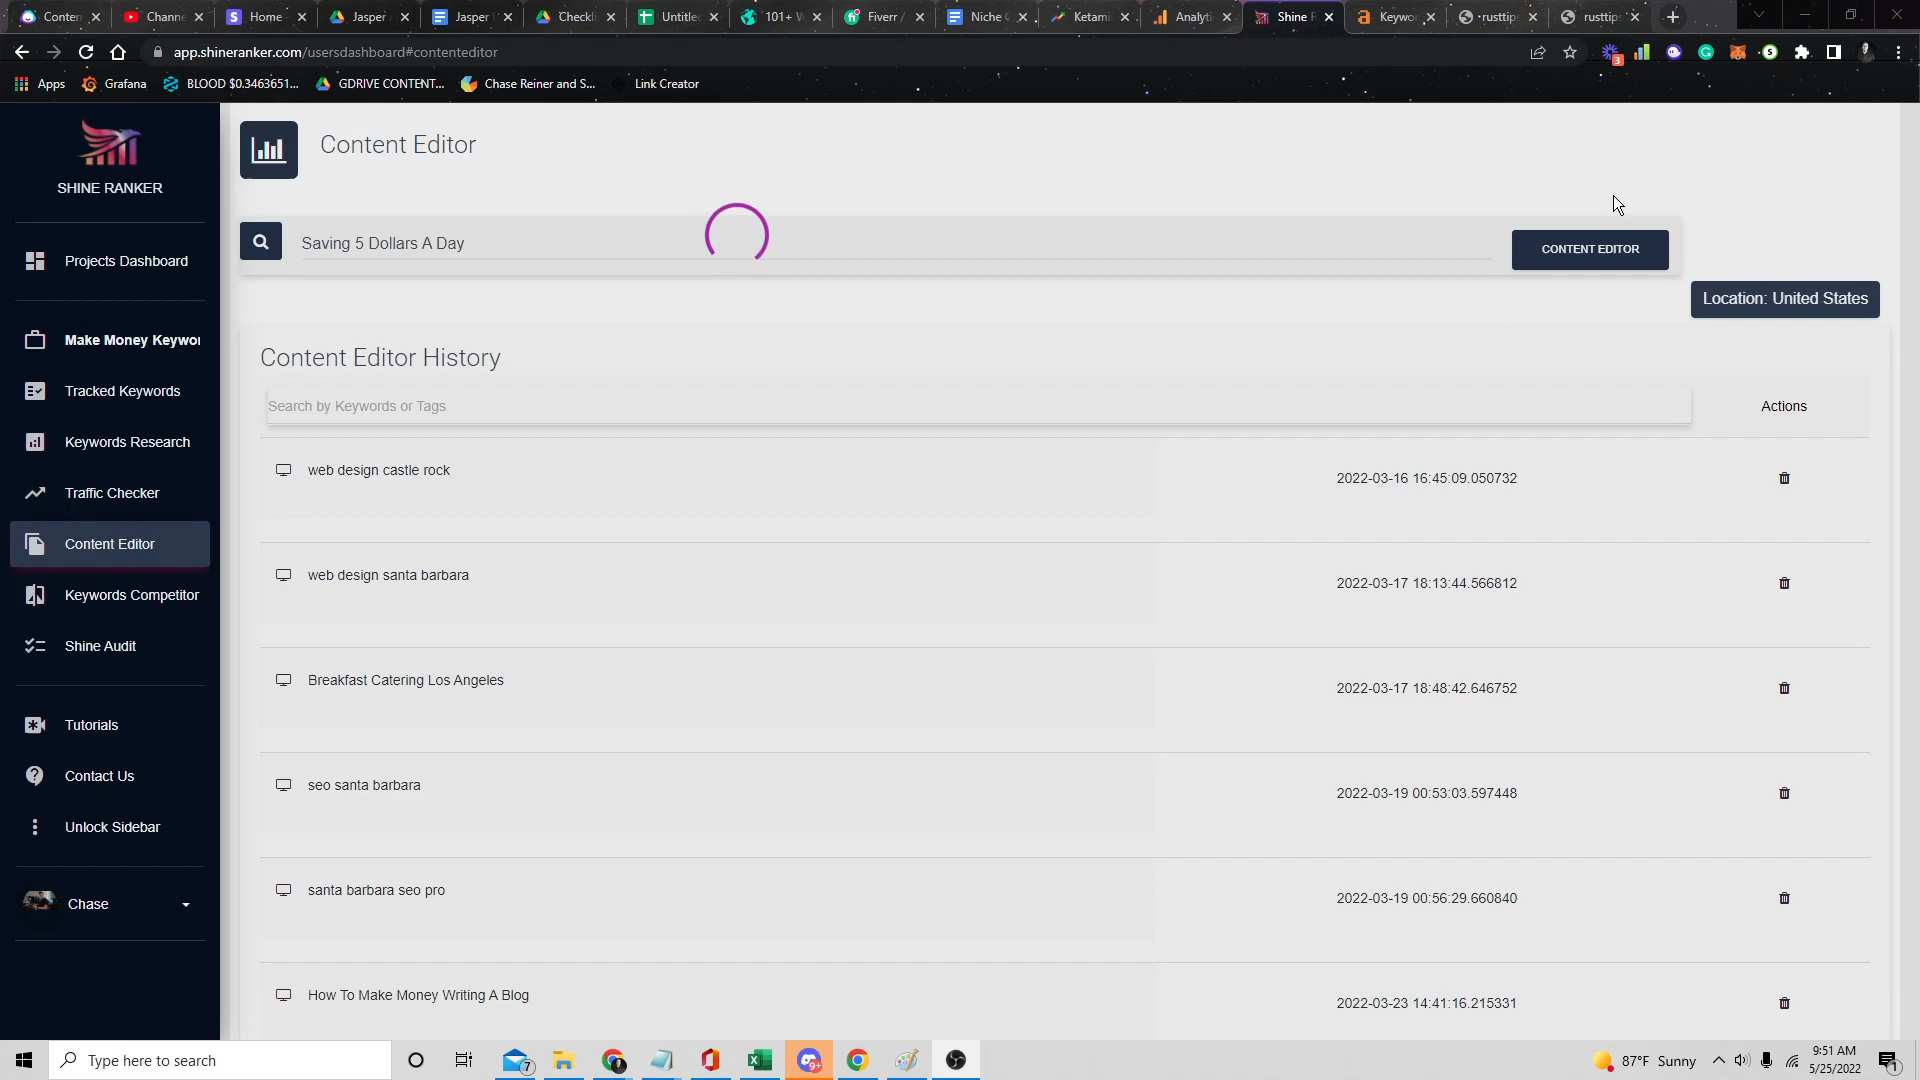 Conten
Channe
Home
Jasper
Jasper
Checkli
Untitle
101+ W
Fiverr /
Niche
Ketami
Analyti
Shine R
Keywo
rusttip
rusttips
app.shineranker.com/usersdashboard#contenteditor
3
Apps
Grafana
BLOOD $0.3463651...
GDRIVE CONTENT...
Chase Reiner and S...
Link Creator
SHINE RANKER
Projects Dashboard
Make Money Keywor
Tracked Keywords
Keywords Research
Traffic Checker
Content Editor
Keywords Competitor
Shine Audit
Tutorials
Contact Us
Unlock Sidebar
Chase
Content Editor
Saving 5 Dollars A Day
CONTENT EDITOR
Location: United States
Content Editor History
Search by Keywords or Tags
Actions
web design castle rock
2022-03-16 16:45:09.050732
web design santa barbara
2022-03-17 18:13:44.566812
Breakfast Catering Los Angeles
2022-03-17 18:48:42.646752
seo santa barbara
2022-03-19 00:53:03.597448
santa barbara seo pro
2022-03-19 00:56:29.660840
How To Make Money Writing A Blog
2022-03-23 14:41:16.215331
Type here to search
7
9+
87°F Sunny
9:51 AM
5/25/2022
1